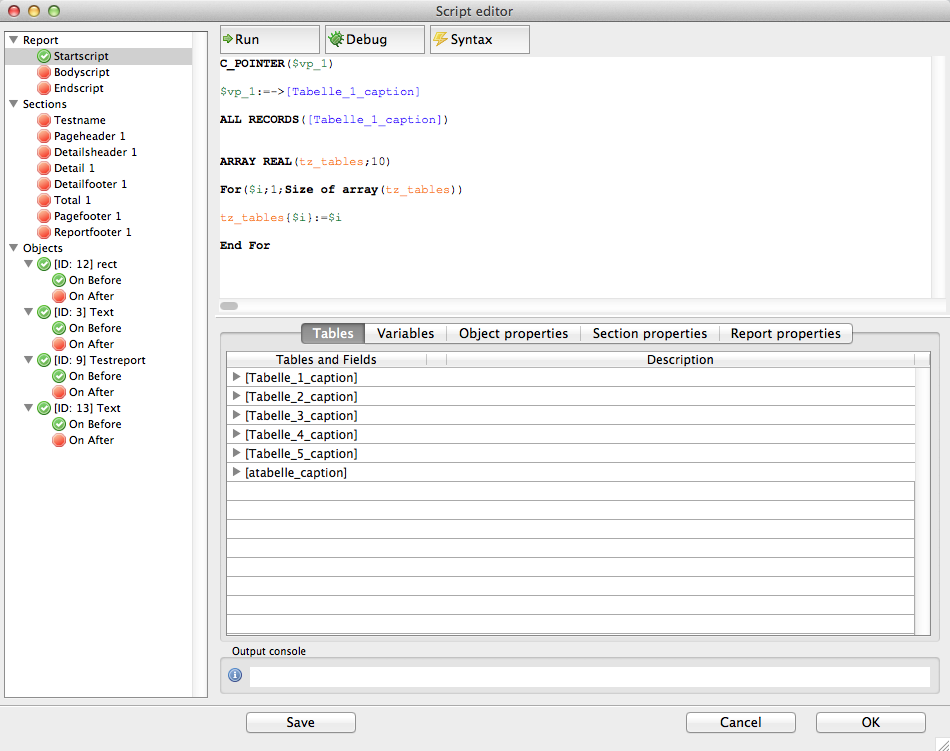 Script editor
Report
Startscript
Bodyscript
Endscript
Sections
Testname
Pageheader 1
Detailsheader 1
Detail 1
Detailfooter 1
Total 1
Pagefooter 1
Reportfooter 1
Objects
[ID: 12] rect
On Before
On After
[ID: 3] Text
On Before
On After
[ID: 9] Testreport
On Before
On After
[ID: 13] Text
On Before
On After
Run Debug Syntax
C_POINTER($vp_1)
$vp_1:=->[Tabelle_1_caption]
ALL RECORDS([Tabelle_1_caption])
ARRAY REAL(tz_tables;10)
For($i;1;Size of array(tz_tables))
tz_tables{$i}:=$i
End For
Tables Variables Object properties Section properties Report properties
Tables and Fields Description
[Tabelle_1_caption]
[Tabelle_2_caption]
[Tabelle_3_caption]
[Tabelle_4_caption]
[Tabelle_5_caption]
[atabelle_caption]
Output console
Save Cancel OK